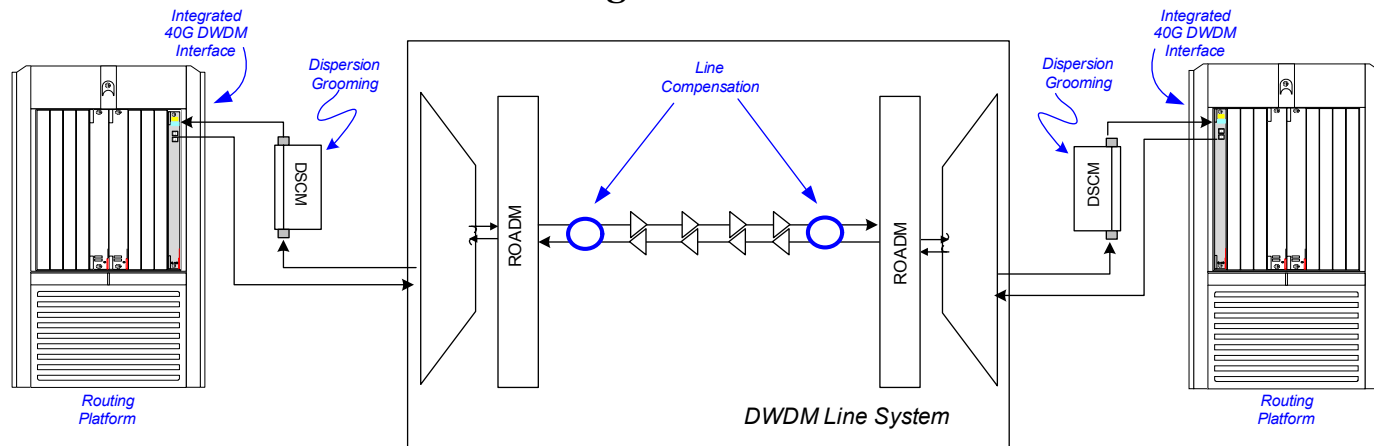 Integrated
40G DWDM
Interface
Dispersion
Grooming
DSCM
Routing
Platform
ROADM
Line
Compensation
ROADM
DWDM Line System
Dispersion
Grooming
DSCM
Integrated
40G DWDM
Interface
Routing
Platform